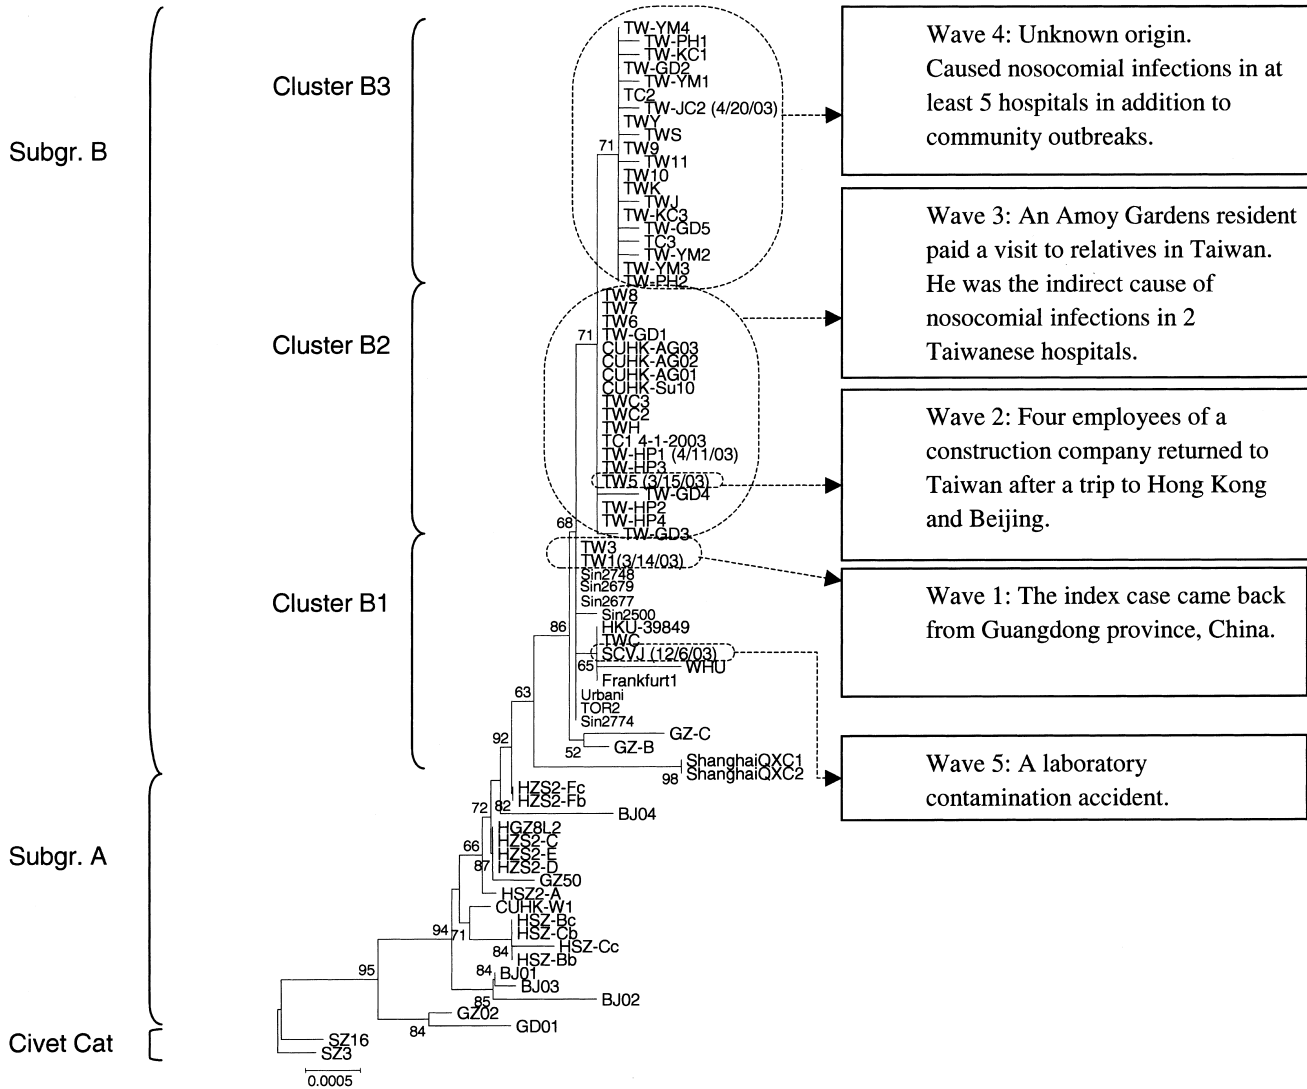 Subgr. B
Subgr. A
Civet Cat
Cluster B3
Cluster B2
Cluster B1
TW-YM4
TW-PH1
TW-KC1
TW-GD2
TW-YM1
TC2
TW-JC2 (4/20/03)
TWY
TWS
TW9
71
TW11
TW10
TWK
TWJ
TW-KC3
TW-GD5
TC3
TW-YM2
TW-YM3
TW-PH2
TW8
TW7
TW6
71
TW-GD1
CUHK-AG03
CUHK-AG02
CUHK-AG01
CUHK-Su10
TWC3
TWC2
TWH
TC1 4-1-2003
TW-HP1 (4/11/03)
TW-HP3
TW5 (3/15/03)
TW-GD4
TW-HP2
TW-HP4
68
TW-GD3
TW3
TW1(3/14/03)
Sin2748
Sin2679
Sin2677
Sin2500
86
HKU-39849
TWC
SCVJ (12/6/03)
65
WHU
Frankfurt1
63
Urbani
TOR2
Sin2774
92
GZ-C
52
GZ-B
ShanghaiQXC1
98
ShanghaiQXC2
HZS2-Fc
HZS2-Fb
72
82
BJ04
HGZ8L2
HZS2-C
66
HZS2-E
87
HZS2-D
GZ50
HSZ2-A
CUHK-W1
HSZ-Bc
94
71
HSZ-Cb
84
HSZ-Cc
HSZ-Bb
95
84
BJ01
BJ03
85
BJ02
GZ02
84
GD01
SZ16
SZ3
0.0005
Wave 4: Unknown origin.
Caused nosocomial infections in at
least 5 hospitals in addition to
community outbreaks.
Wave 3: An Amoy Gardens resident
paid a visit to relatives in Taiwan.
He was the indirect cause of
nosocomial infections in 2
Taiwanese hospitals.
Wave 2: Four employees of a
construction company returned to
Taiwan after a trip to Hong Kong
and Beijing.
Wave 1: The index case came back
from Guangdong province, China.
Wave 5: A laboratory
contamination accident.